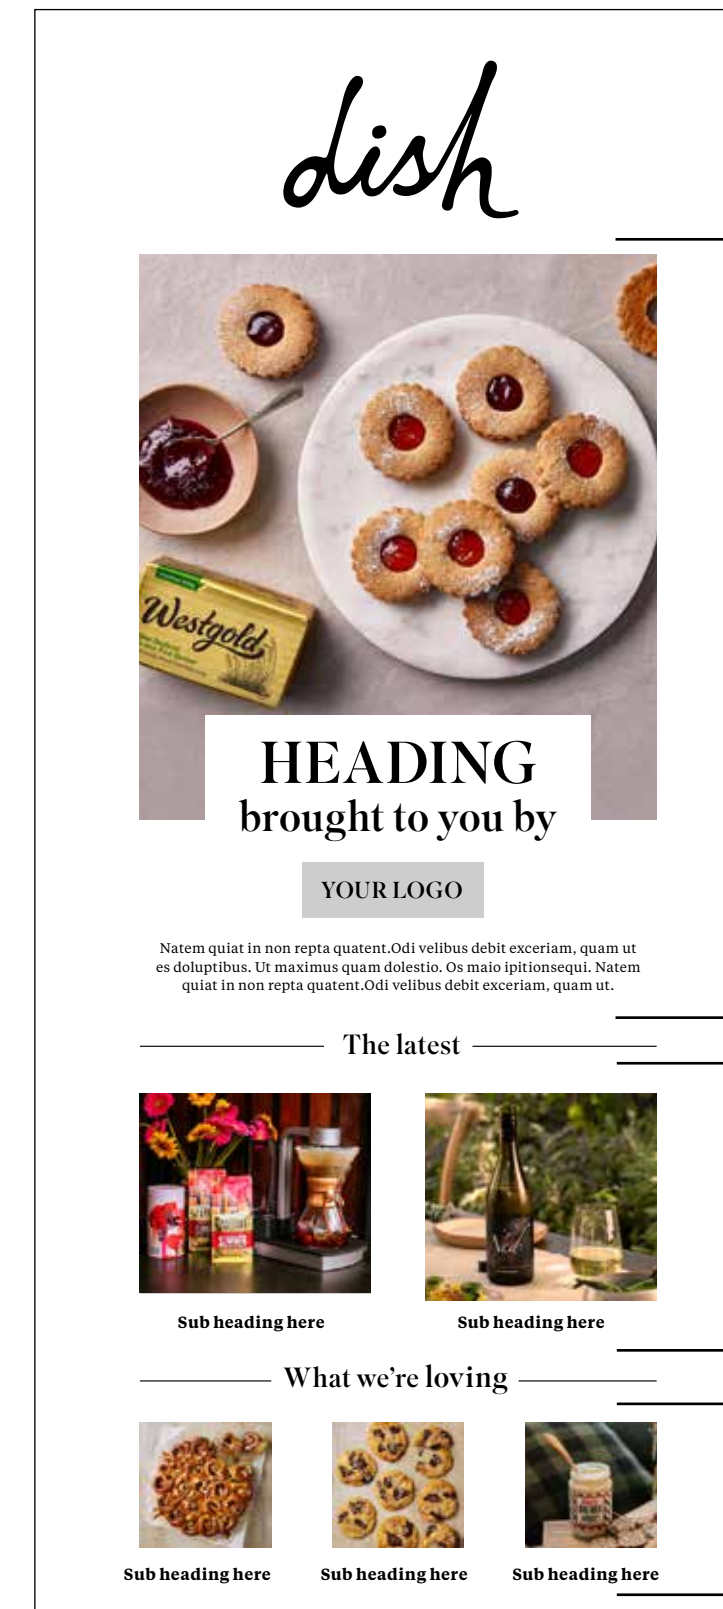 dish
Westgold
HEADING
brought to you by
YOUR LOGO
Natem quiat in non repta quatent.Odi velibus debit exceriam, quam ut
es doluptibus. Ut maximus quam dolestio. Os maio ipitionsequi. Natem
quiat in non repta quatent.Odi velibus debit exceriam, quam ut.
The latest
Sub heading here
Sub heading here
What we’re loving
Sub heading here
Sub heading here
Sub heading here